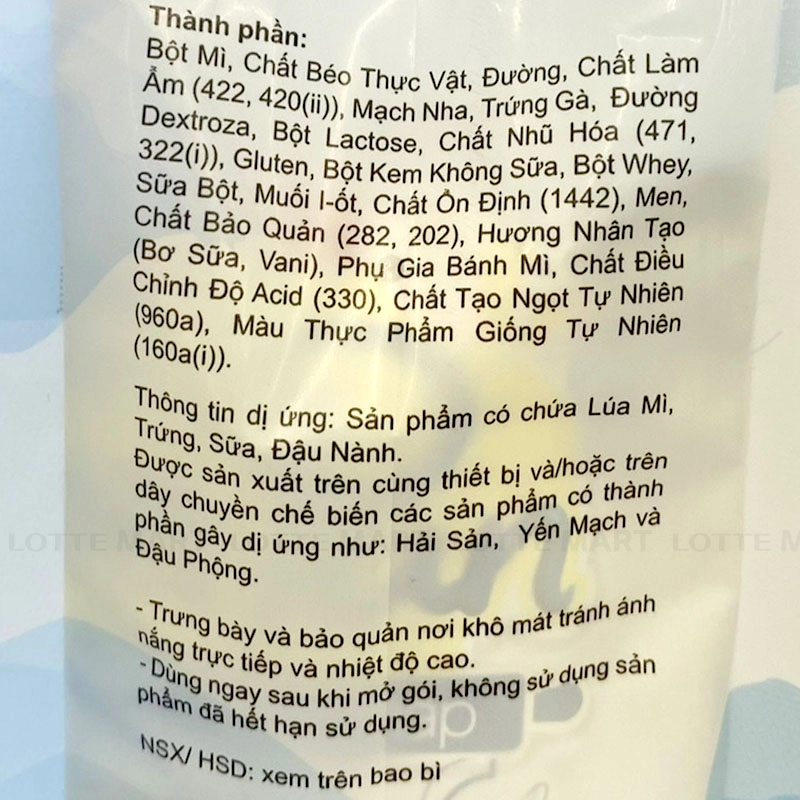 Thành phần:
Bột Mì, Chất Béo Thực Vật, Đường, Chất Làm
Ẩm (422, 420(ii)), Mạch Nha, Trứng Gà, Đường
Dextroza, Bột Lactose, Chất Nhũ Hóa (471,
322(i)), Gluten, Bột Kem Không Sữa, Bột Whey,
Sữa Bột, Muối I-ốt, Chất Ổn Định (1442), Men,
Chất Bảo Quản (282, 202), Hương Nhân Tạo
(Bơ Sữa, Vani), Phụ Gia Bánh Mì, Chất Điều
Chỉnh Độ Acid (330), Chất Tạo Ngọt Tự Nhiên
(960a), Màu Thực Phẩm Giống Tự Nhiên
(160a(i)).
Thông tin dị ứng: Sản phẩm có chứa Lúa Mì,
Trứng, Sữa, Đậu Nành.
Được sản xuất trên cùng thiết bị và/hoặc trên
dây chuyền chế biến các sản phẩm có thành
phần gây dị ứng như: Hải Sản, Yến Mạch và
LOTTE MART LOTTE M
Đậu Phộng.
- Trưng bày và bảo quản nơi khô mát tránh ánh
nắng trực tiếp và nhiệt độ cao.
- Dùng ngay sau khi mở gói, không sử dụng sản
phẩm đã hết hạn sử dụng.
NSX/ HSD: xem trên bao bì